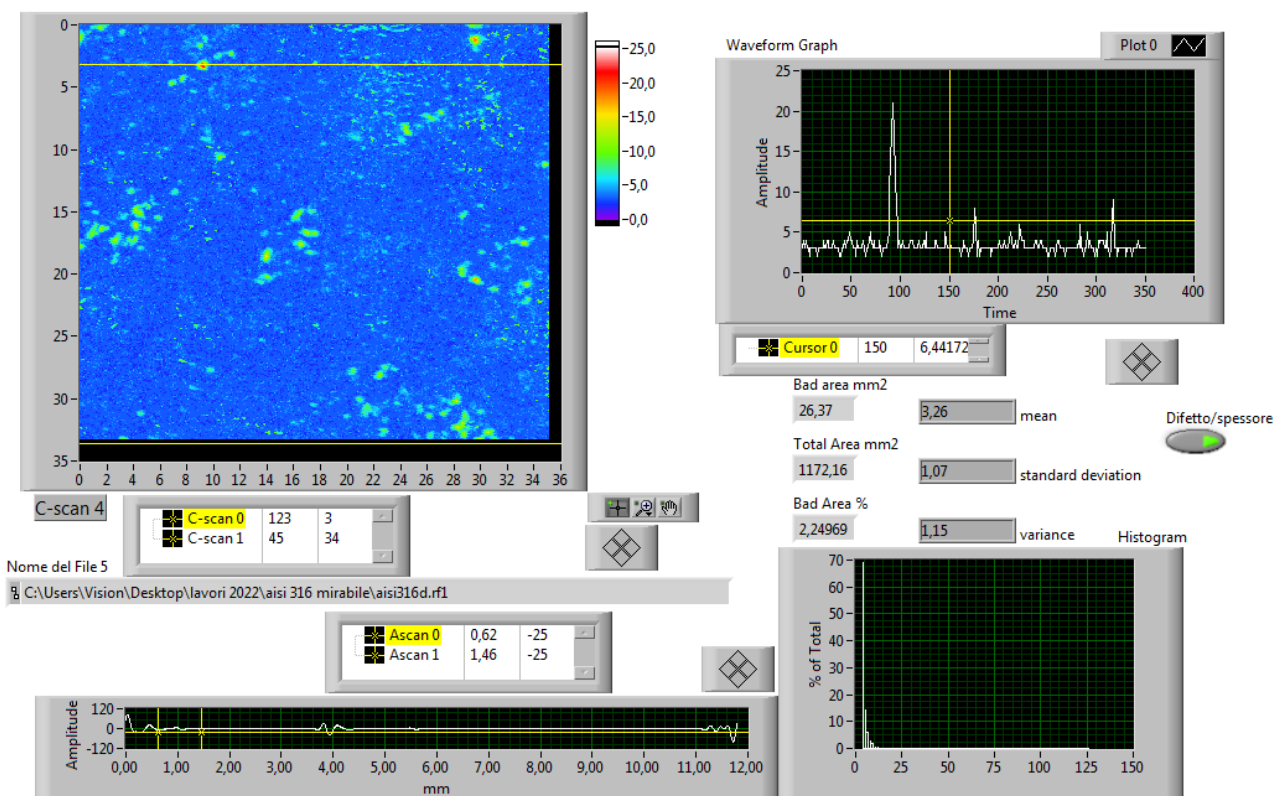 0
5
10
15
20
25
30
35
0 2 4 6 8 10 12 14 16 18 20 22 24 26 28 30 32 34 36
25,0
20,0
15,0
10,0
5,0
0,0
Waveform Graph
Plot 0
Amplitude
25
20
15
10
5
0
0 50 100 150 200 250 300 350 400
Time
Cursor 0 150 6,44172
Bad area mm2
26,37 3,26 mean
Difetto/spessore
Total Area mm2
1172,16 1,07 standard deviation
Bad Area %
2,24969 1,15 variance
Histogram
C-scan 4
C-scan 0 123 3
C-scan 1 45 34
Nome del File 5
C:\Users\Vision\Desktop\lavori 2022\aisi 316 mirabile\aisi316d.rf1
Ascan 0 0,62 -25
Ascan 1 1,46 -25
Amplitude
120
0
-120
0,00 1,00 2,00 3,00 4,00 5,00 6,00 7,00 8,00 9,00 10,00 11,00 12,00
mm
% of Total
70
60
50
40
30
20
10
0
0 25 50 75 100 125 150